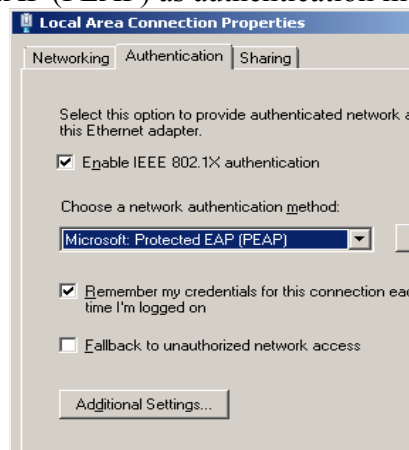 (PEAP) as authentication
Local Area Connection Properties
Networking Authentication Sharing
Select this option to provide authenticated network
this Ethernet adapter.
Enable IEEE 802.1X authentication
Choose a network authentication method:
Microsoft: Protected EAP (PEAP)
Remember my credentials for this connection
time I'm logged on
Fallback to unauthorized network access
Additional Settings...